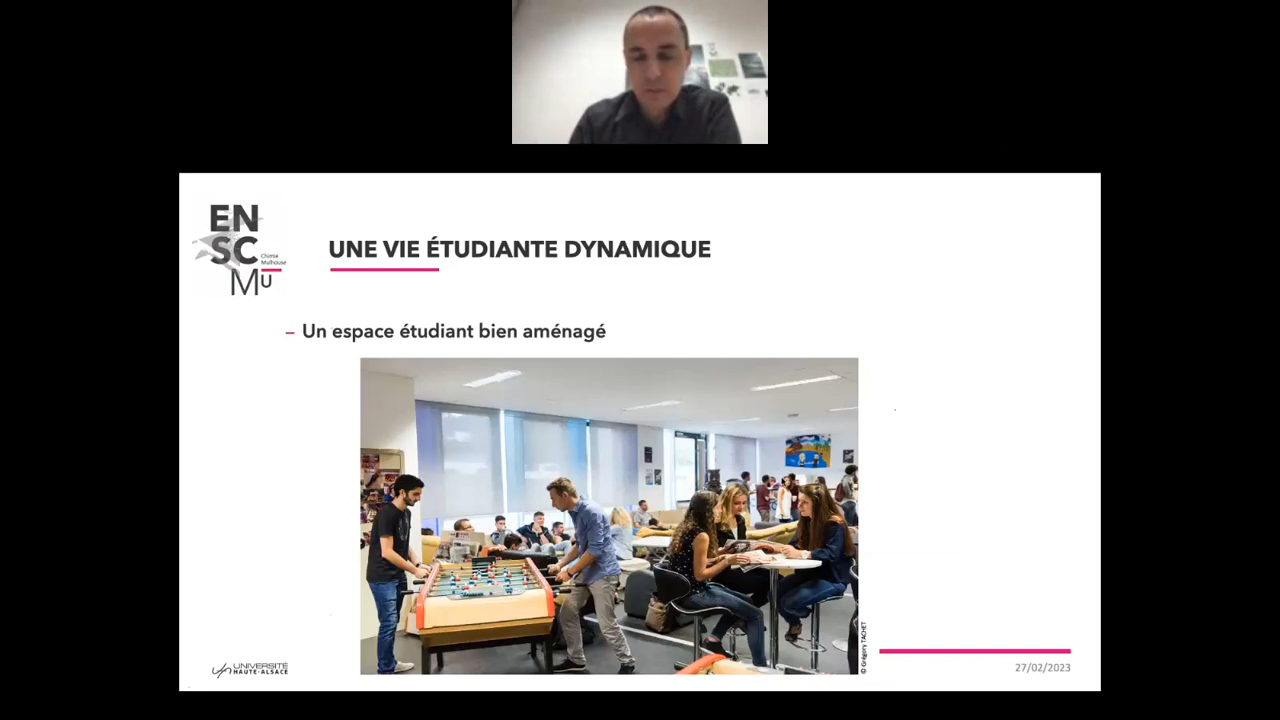 EN
SC
Chimie
Mulhouse
MU
UNE VIE ÉTUDIANTE DYNAMIQUE
– Un espace étudiant bien aménagé
© Grégory TACHET
UNIVERSITÉ
HAUTE-ALSACE
27/02/2023